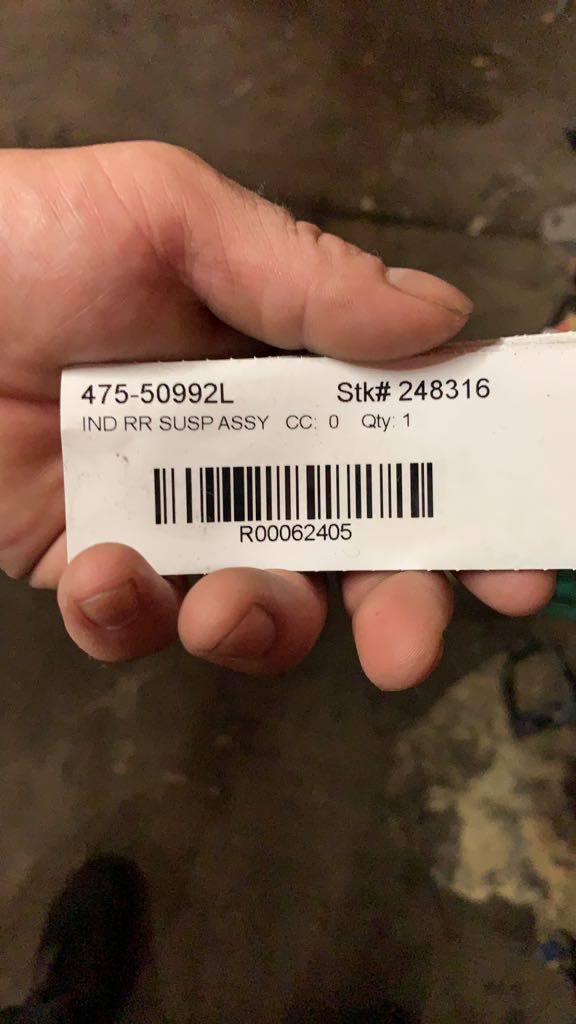 475-50992L Stk# 248316
IND RR SUSP ASSY CC: 0 Qty: 1
R00062405